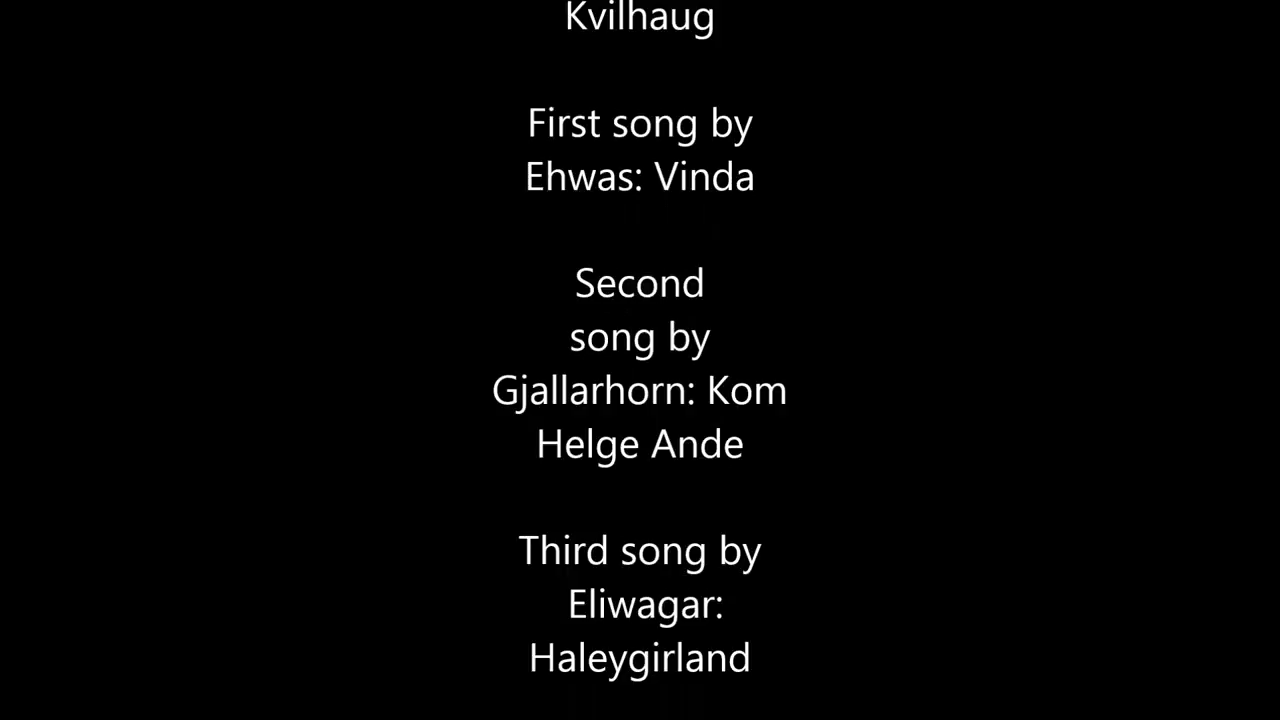 Kvilhaug
First song by
Ehwas: Vinda
Second
song by
Gjallarhorn: Kom
Helge Ande
Third song by
Eliwagar:
Haleygirland